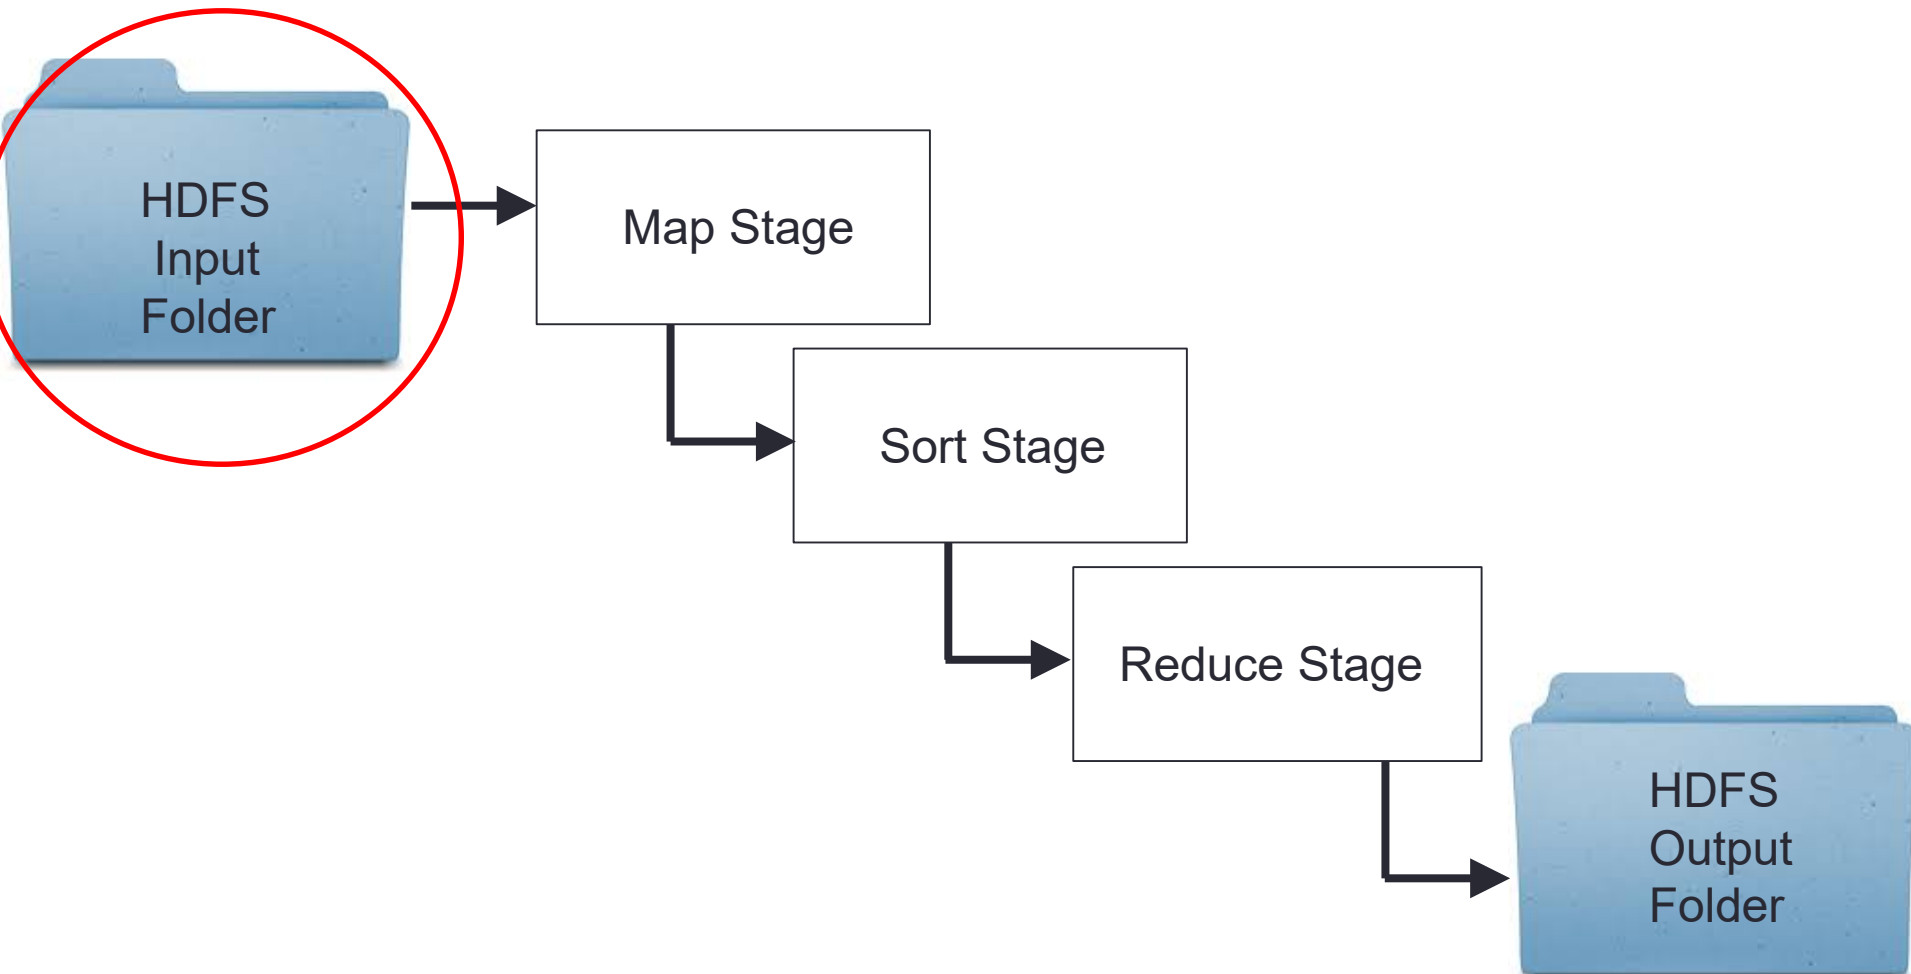 HDFS
Input
Folder
Map Stage
Sort Stage
Reduce Stage
HDFS
Output
Folder